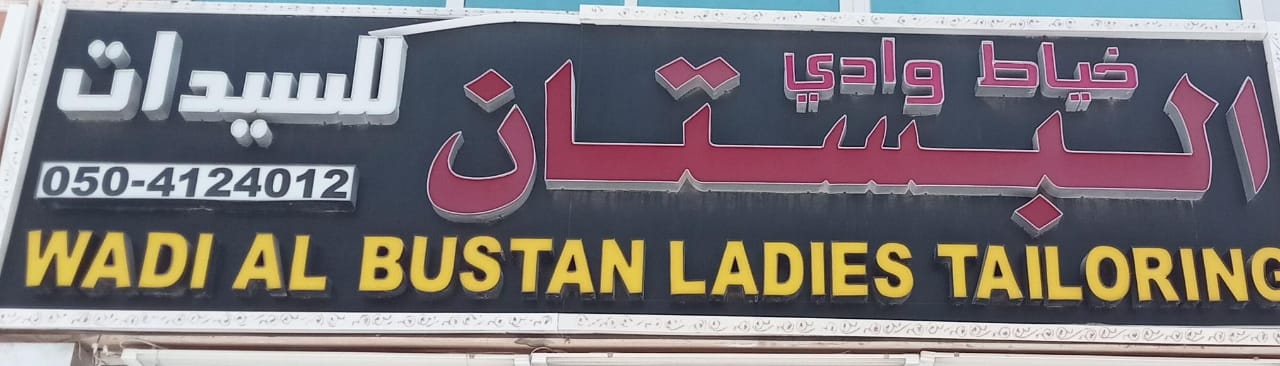 خياط وادي
البستان للسيدات
050-4124012
WADI AL BUSTAN LADIES TAILORING